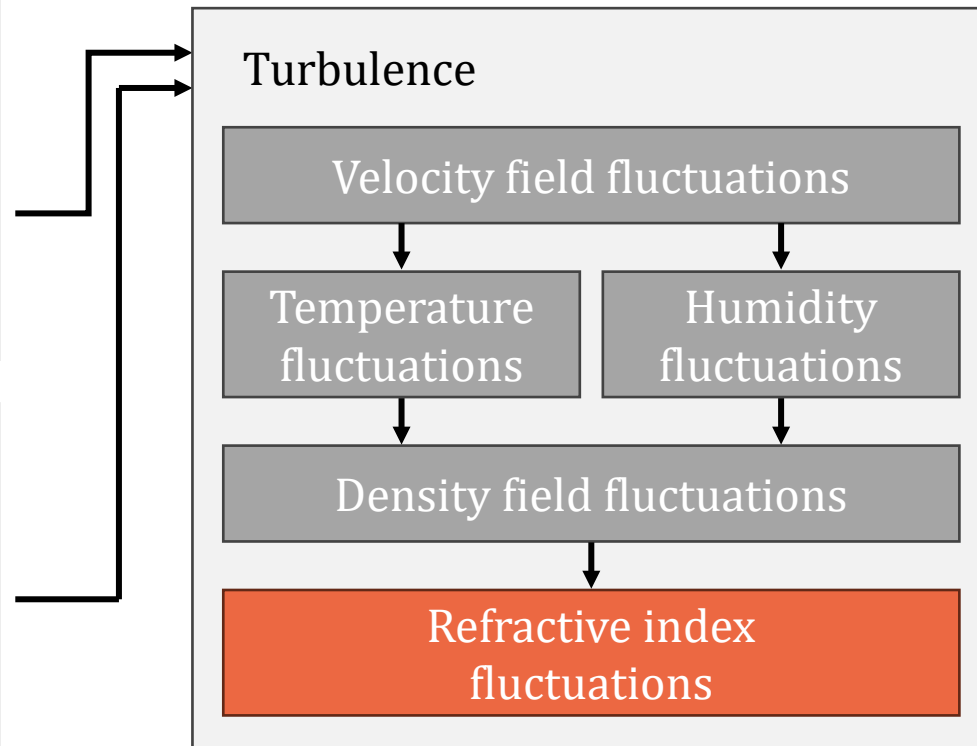 Turbulence
Velocity field fluctuations
Temperature
fluctuations
Humidity
fluctuations
Density field fluctuations
Refractive index
fluctuations